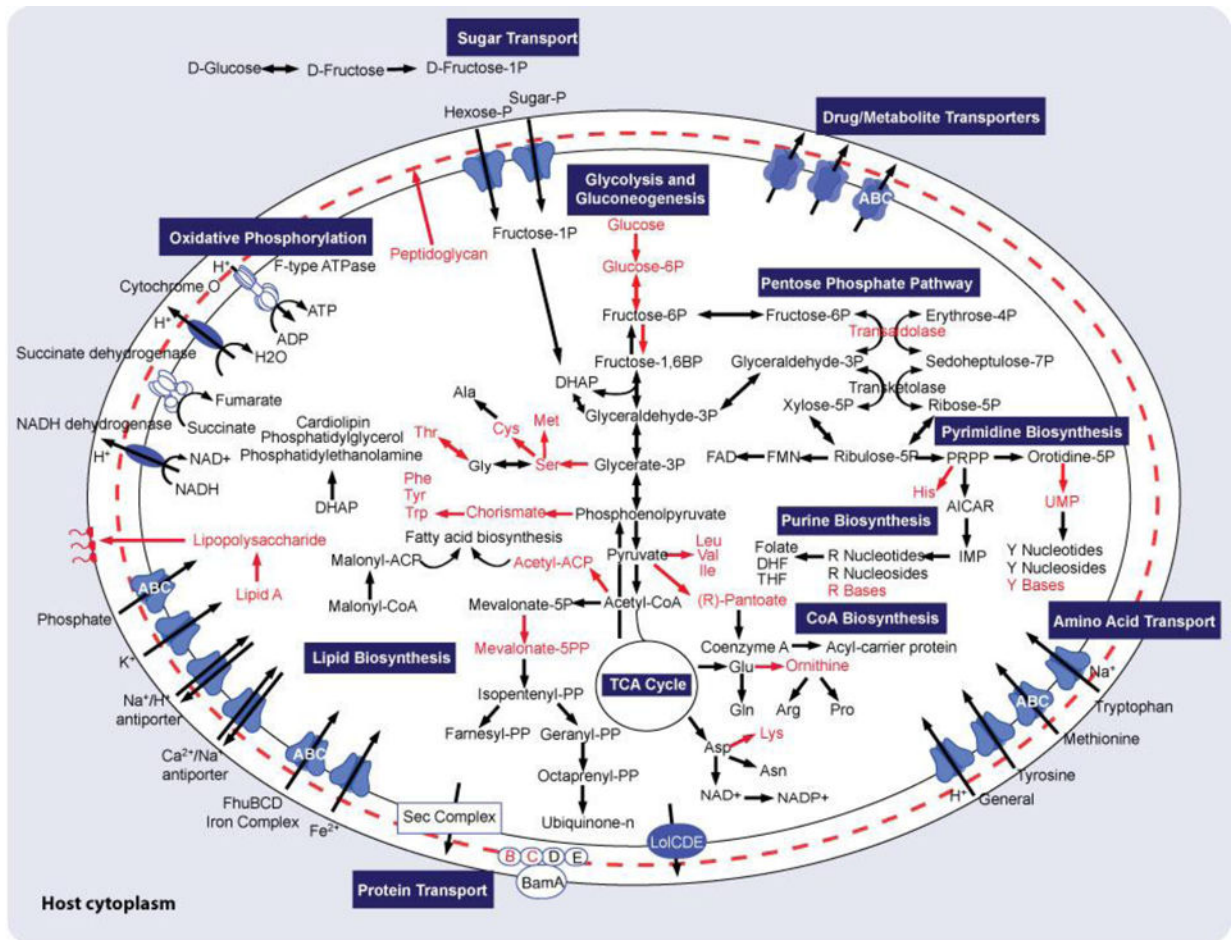 Sugar Transport
D-Glucose
D-Fructose
D-Fructose-1P
Hexose-P
Sugar-P
Drug/Metabolite Transporters
ABC
Glycolysis and
Gluconeogenesis
Glucose
Glucose-6P
Fructose-6P
Fructose-1,6BP
Fructose-1P
DHAP
Glyceraldehyde-3P
Glycerate-3P
Phosphoenolpyruvate
Pyruvate
Acetyl-CoA
Peptidoglycan
Oxidative Phosphorylation
H+
F-type ATPase
ATP
ADP
Cytochrome O
H+
H2O
Succinate dehydrogenase
Fumarate
Succinate
NADH dehydrogenase
H+
NAD+
NADH
Cardiolipin
Phosphatidylglycerol
Phosphatidylethanolamine
DHAP
Ala
Cys
Met
Thr
Gly
Ser
Phe
Tyr
Trp
Chorismate
Pentose Phosphate Pathway
Fructose-6P
Erythrose-4P
Transaldolase
Glyceraldehyde-3P
Sedoheptulose-7P
Transketolase
Xylose-5P
Ribose-5P
Pyrimidine Biosynthesis
FAD
FMN
Ribulose-5P
PRPP
Orotidine-5P
His
AICAR
UMP
Purine Biosynthesis
Folate
DHF
THF
R Nucleotides
R Nucleosides
R Bases
IMP
Y Nucleotides
Y Nucleosides
Y Bases
Fatty acid biosynthesis
Malonyl-ACP
Acetyl-ACP
Malonyl-CoA
Leu
Val
Ile
(R)-Pantoate
CoA Biosynthesis
Coenzyme A
Acyl-carrier protein
Lipopolysaccharide
Lipid A
Lipid Biosynthesis
Mevalonate-5P
Mevalonate-5PP
Isopentenyl-PP
Farnesyl-PP
Geranyl-PP
Octaprenyl-PP
Ubiquinone-n
TCA Cycle
Glu
Ornithine
Gln
Arg
Pro
Asp
Lys
Asn
NAD+
NADP+
Amino Acid Transport
Na+
Tryptophan
ABC
Methionine
Tyrosine
H+
General
ABC
Phosphate
K+
Na+/H+
antiporter
Ca2+/Na+
antiporter
ABC
FhuBCD
Iron Complex
Fe2+
Sec Complex
LolCDE
B C D E
BamA
Protein Transport
Host cytoplasm